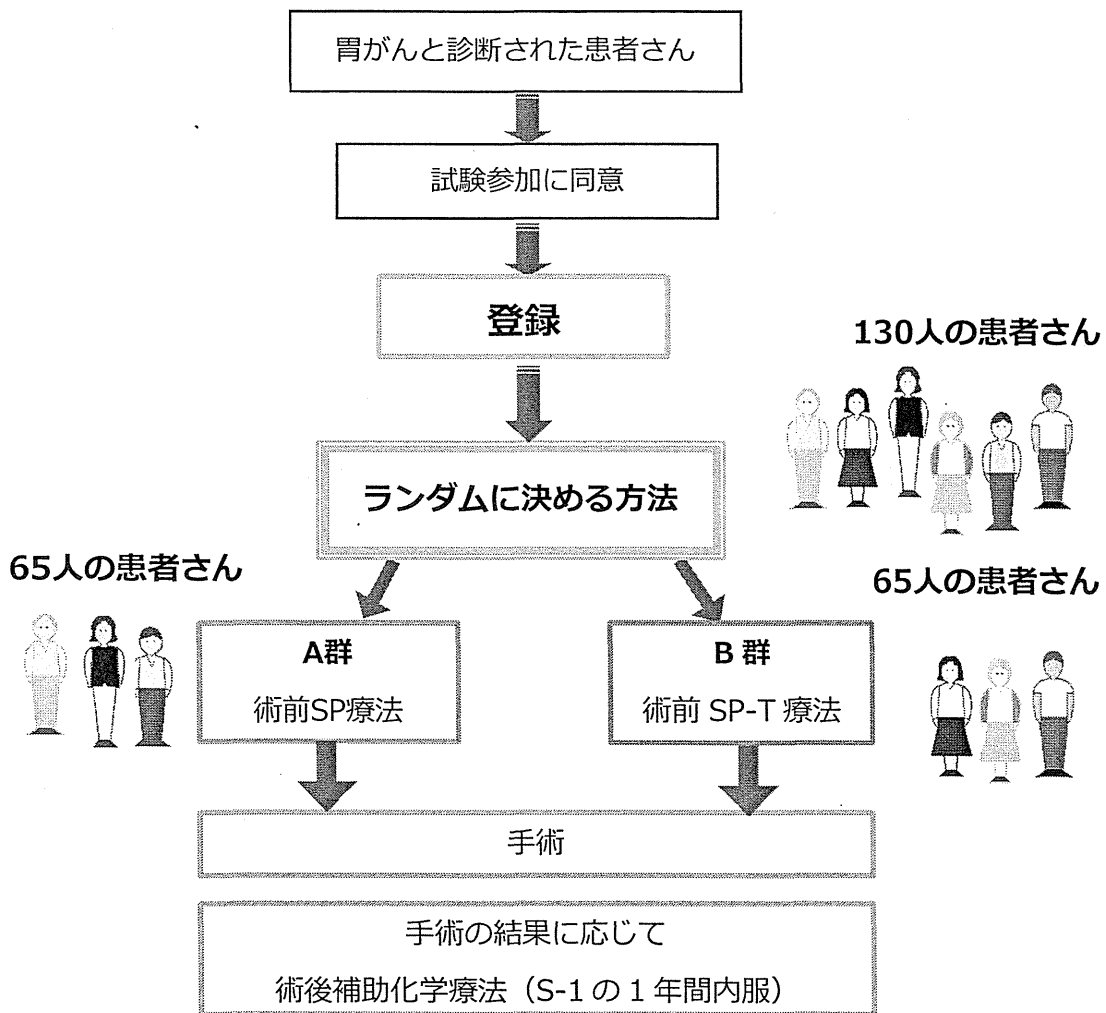 胃がんと診断された患者さん
試験参加に同意
登録
130人の患者さん
ランダムに決める方法
65人の患者さん
65人の患者さん
A群
術前SP療法
B 群
術前 SP-T 療法
手術
手術の結果に応じて
術後補助化学療法（S-1 の 1 年間内服）